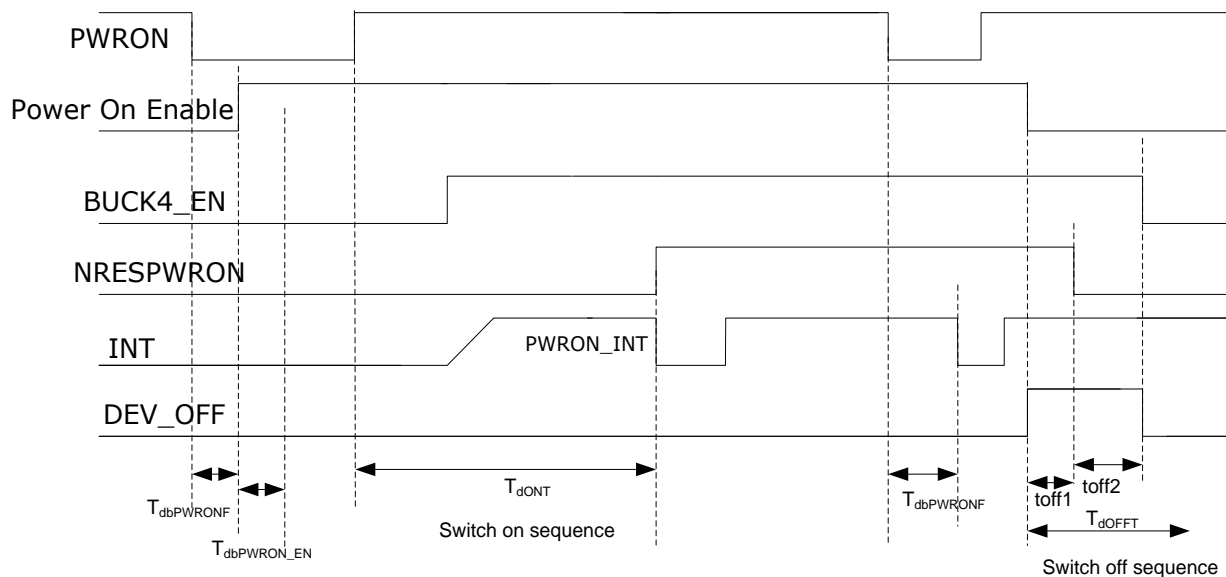 PWRON
Power On Enable
BUCK4_EN
NRESPWRON
INT
PWRON_INT
DEV_OFF
TdbPWRONF
TdbPWRON_EN
TdONT
Switch on sequence
TdbPWRONF
toff1
toff2
TdOFFT
Switch off sequence